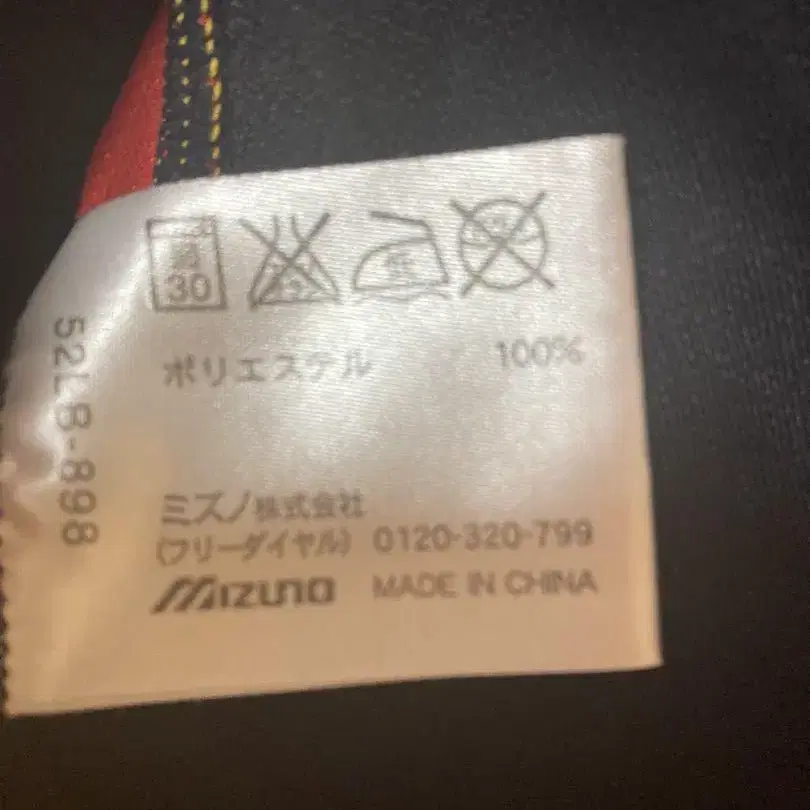 30
低
ポリエステル 100%
52LB-898
ミズノ株式会社
(フリーダイヤル) 0120-320-799
MIZUNO MADE IN CHINA